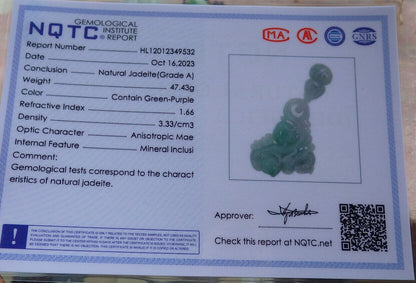 NQTC GEMOLOGICAL
INSTITUTE
REPORT
MA
CAL
GNRS
Report Number HL12012349532
Date Oct 16,2023
Conclusion Natural Jadeite(Grade A)
Weight 47.43g
Color Contain Green-Purple
Refractive Index 1.66
Density 3.33/cm3
Optic Character Anisotropic Mae
Internal Feature Mineral Inclusi
Comment:
Gemological tests correspond to the charact
eristics of natural jadeite.
Approver:
Check this report at NQTC.net
!